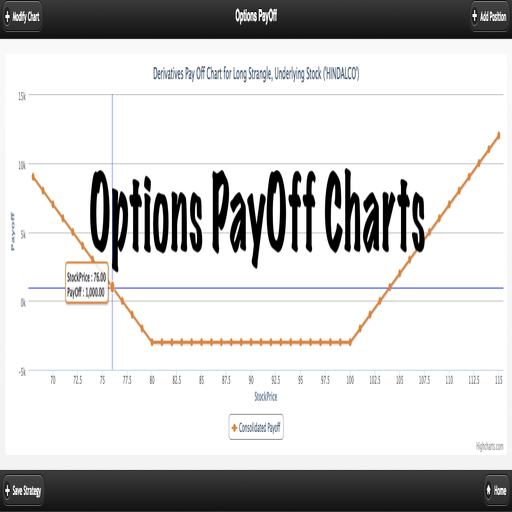 Modify Chart
Options PayOff
Add Position
Derivatives Pay Off Chart for Long Strangle, Underlying Stock ('HINDALCO')
15k
10k
5k
0k
-5k
Payoff
Options PayOff Charts
StockPrice : 76.00
PayOff : 1,000.00
70 72.5 75 77.5 80 82.5 85 87.5 90 92.5 95 97.5 100 102.5 105 107.5 110 112.5 115
StockPrice
Consolidated Payoff
Highcharts.com
Save Strategy
Home